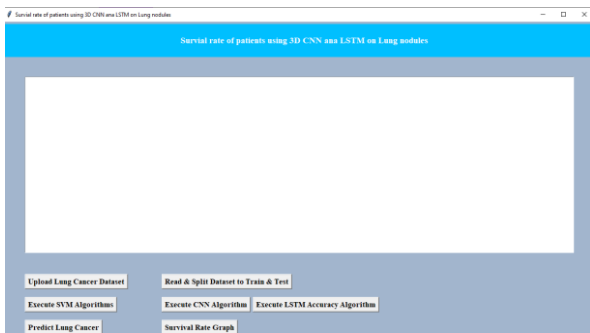 Survial rate of patients using 3D CNN ana LSTM on Lung nodules
Survial rate of patients using 3D CNN ana LSTM on Lung nodules
Upload Lung Cancer Dataset
Read & Split Dataset to Train & Test
Execute SVM Algorithms
Execute CNN Algorithm
Execute LSTM Accuracy Algorithm
Predict Lung Cancer
Survival Rate Graph